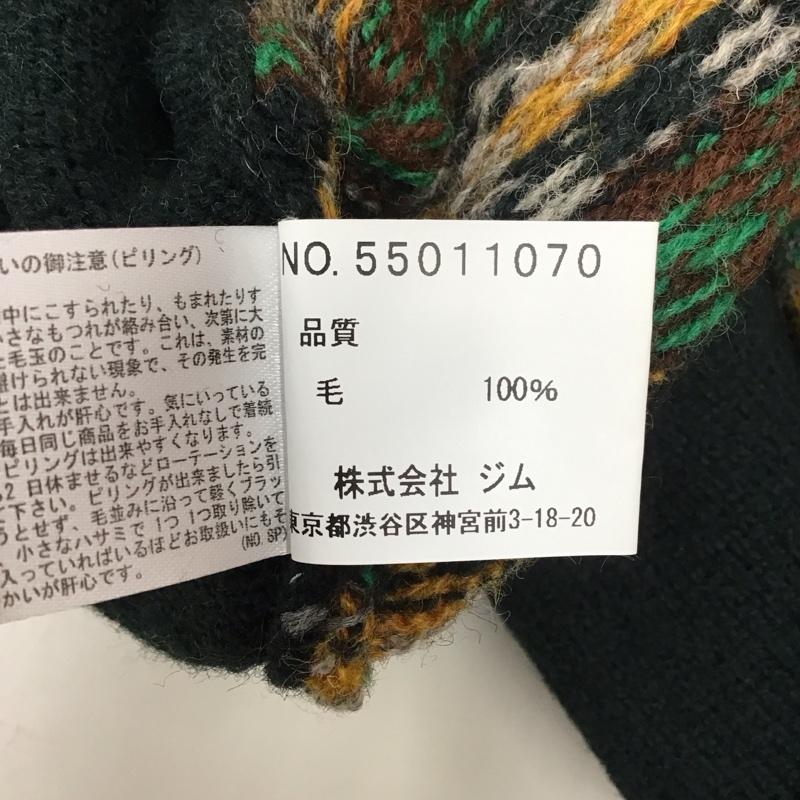 いの御注意(ピリング)
中にこすられたり、もまれたりす
さなもつれが絡み合い、次第に大
た毛玉のことです。これは、素材の
避けられない現象で、その発生を完
とは出来ません。
手入れが肝心です。気にいっている
毎日同じ商品をお手入れなしで着続
ピリングは出来やすくなります。
2 日休ませるなどローテーションを
下さい。ピリングが出来ましたら引
うとせず、毛並みに沿って軽くブラッ
小さなハサミで 1つ 1つ取り除いて
入っていればいるほどお取扱いにもそ
かいが肝心です。
(NO. SP)
NO. 55011070
品質
毛 100%
株式会社 ジム
東京都渋谷区神宮前3-18-20